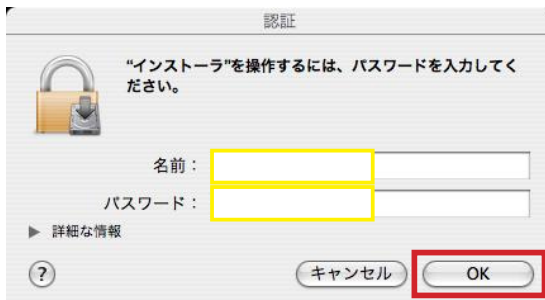 認証
“インストーラ”を操作するには、パスワードを入力してく
ださい。
名前：
パスワード：
▶ 詳細な情報
?
キャンセル
OK